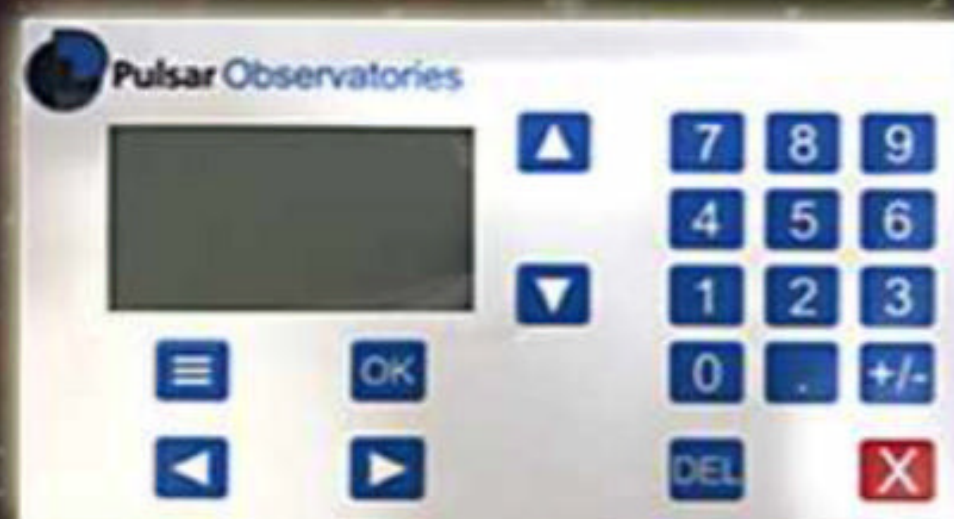 Pulsar Observatories
7 8 9
4 5 6
1 2 3
OK 0 . +/-
DEL X